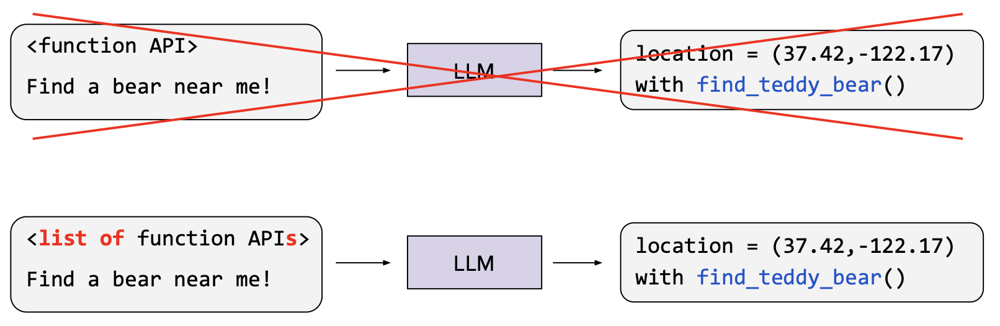 <function API>
Find a bear near me!
LLM
location = (37.42,-122.17)
with find_teddy_bear()
<list of function APIs>
Find a bear near me!
LLM
location = (37.42,-122.17)
with find_teddy_bear()